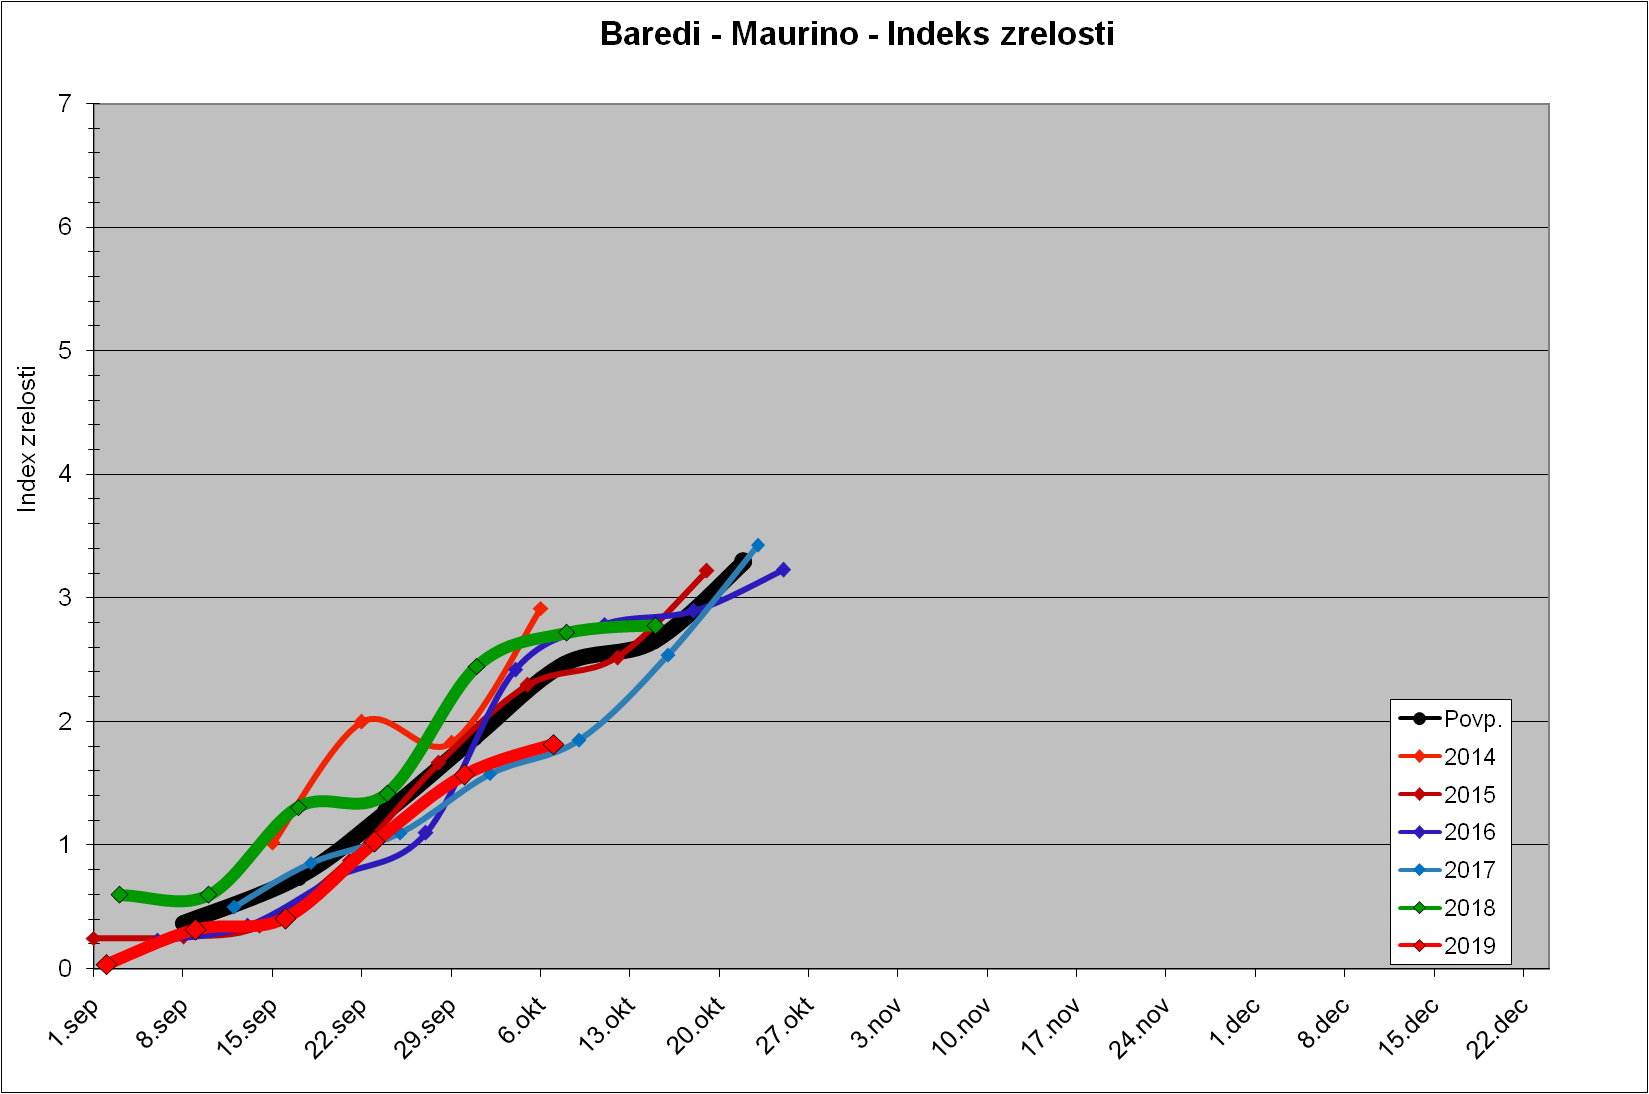 Baredi - Maurino - Indeks zrelosti
7
6
5
4
3
2
1
0
Index zrelosti
1.sep
8.sep
15.sep
22.sep
29.sep
6.okt
13.okt
20.okt
27.okt
3.nov
10.nov
17.nov
24.nov
1.dec
8.dec
15.dec
22.dec
Povp.
2014
2015
2016
2017
2018
2019